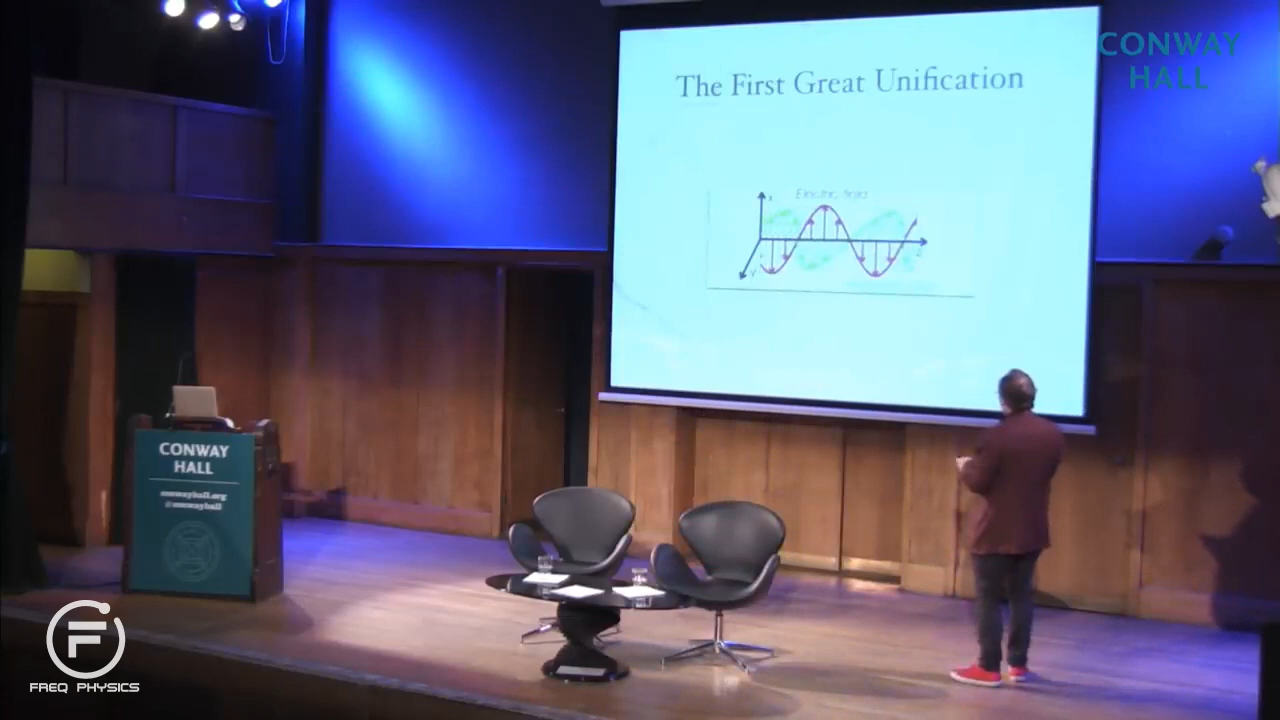 The First Great Unification
CONWAY
HALL
Electric field
x
y
CONWAY
HALL
conwayhall.org
@conwayhall
FREQ PHYSICS